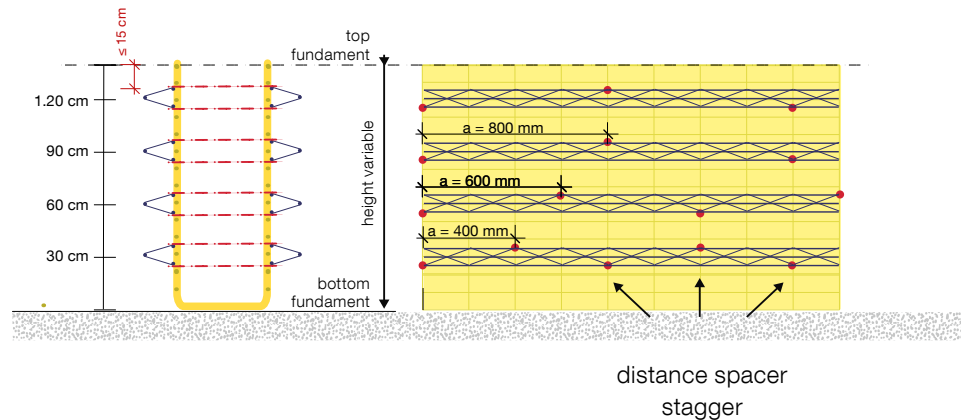 ≤ 15 cm
top
fundament
1.20 cm
90 cm
60 cm
30 cm
height variable
bottom
fundament
a = 800 mm
a = 600 mm
a = 400 mm
distance spacer
stagger